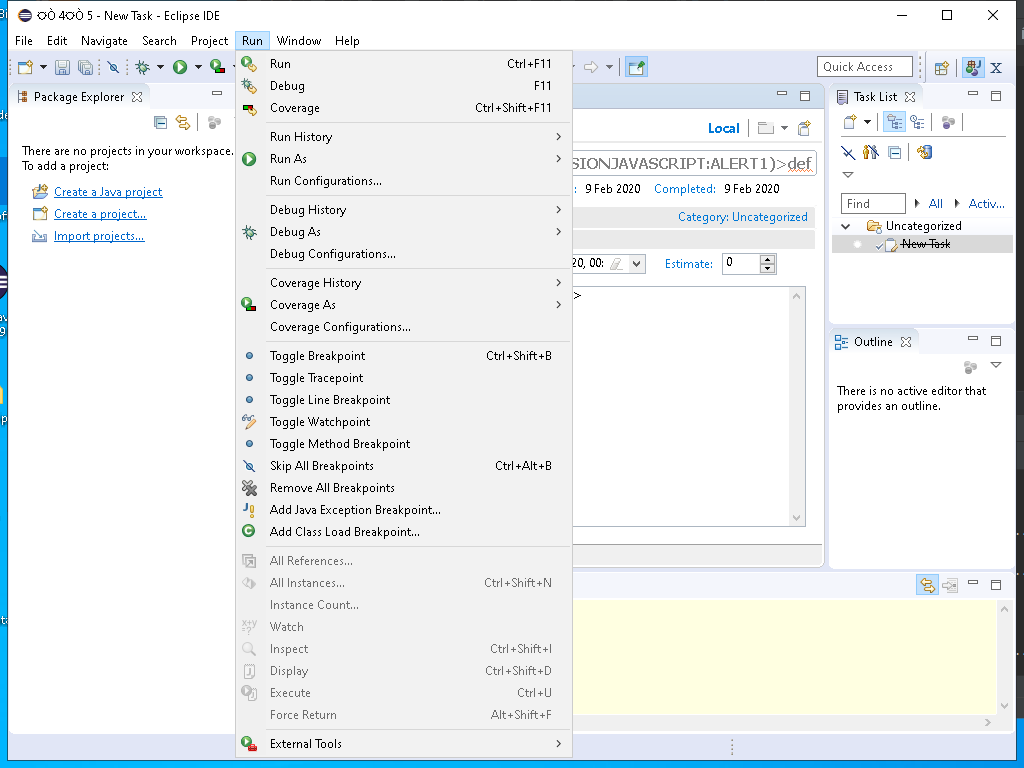 4 5 - New Task - Eclipse IDE
File Edit Navigate Search Project Run Window Help
Quick Access
Package Explorer
There are no projects in your workspace.
To add a project:
Create a Java project
Create a project...
Import projects...
Run Ctrl+F11
Debug F11
Coverage Ctrl+Shift+F11
Run History
Run As
Run Configurations...
Debug History
Debug As
Debug Configurations...
Coverage History
Coverage As
Coverage Configurations...
Toggle Breakpoint Ctrl+Shift+B
Toggle Tracepoint
Toggle Line Breakpoint
Toggle Watchpoint
Toggle Method Breakpoint
Skip All Breakpoints Ctrl+Alt+B
Remove All Breakpoints
Add Java Exception Breakpoint...
Add Class Load Breakpoint...
All References...
All Instances... Ctrl+Shift+N
Instance Count...
Watch
Inspect Ctrl+Shift+I
Display Ctrl+Shift+D
Execute Ctrl+U
Force Return Alt+Shift+F
External Tools
Local
SIONJAVASCRIPT:ALERT1)>def
: 9 Feb 2020 Completed: 9 Feb 2020
Category: Uncategorized
20, 00: Estimate: 0
>
Task List
Find All Activ...
Uncategorized
New Task
Outline
There is no active editor that
provides an outline.